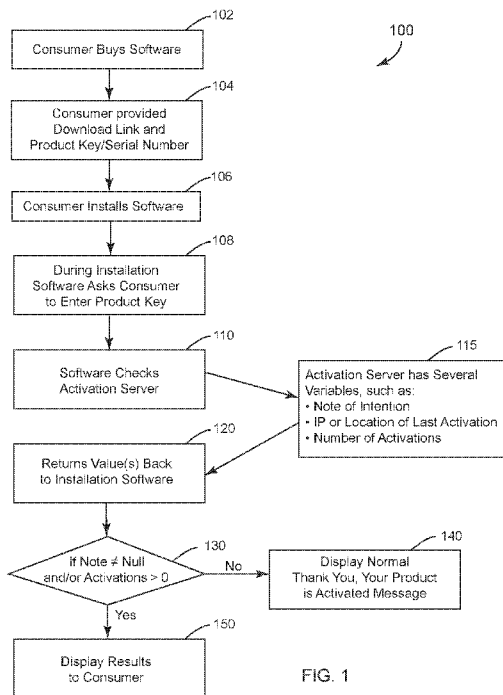 102
Consumer Buys Software
100
104
Consumer provided
Download Link and
Product Key/Serial Number
106
Consumer Installs Software
108
During Installation
Software Asks Consumer
to Enter Product Key
110
Software Checks
Activation Server
115
Activation Server has Several
Variables, such as:
• Note of Intention
• IP or Location of Last Activation
• Number of Activations
120
Returns Value(s) Back
to Installation Software
130
If Note ≠ Null
and/or Activations > 0
No
140
Display Normal
Thank You, Your Product
is Activated Message
Yes
150
Display Results
to Consumer
FIG. 1